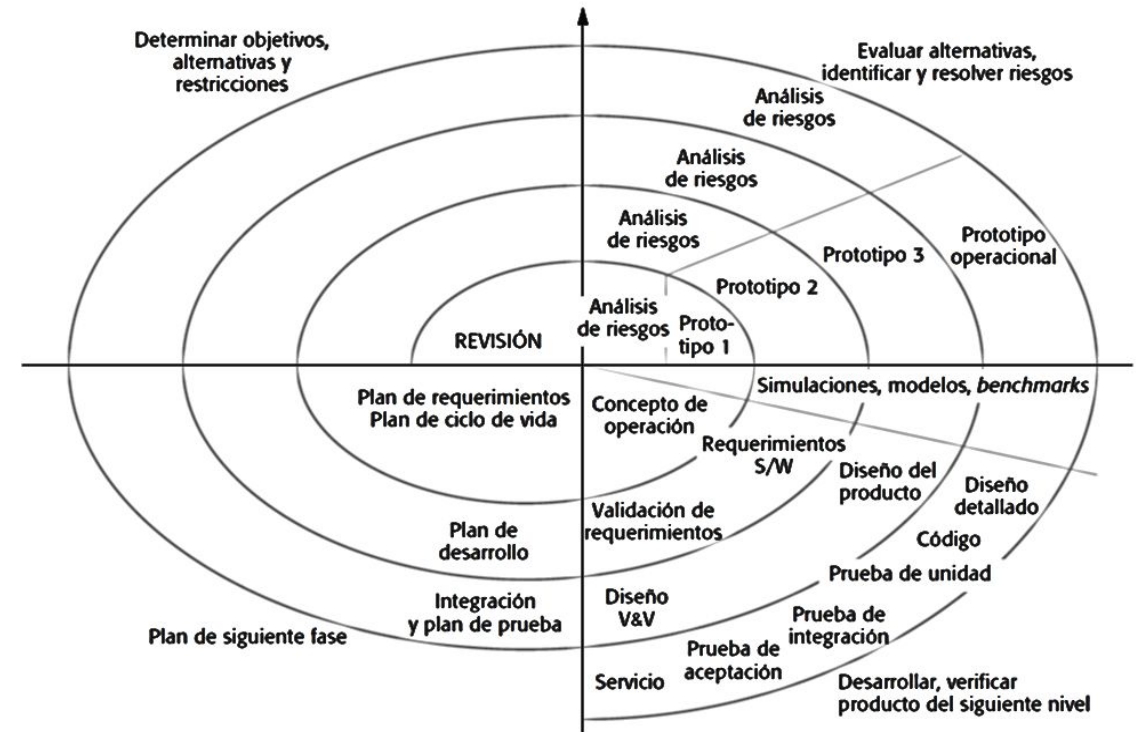 Determinar objetivos,
alternativas y
restricciones
Evaluar alternativas,
identificar y resolver riesgos
Análisis
de riesgos
Análisis
de riesgos
Análisis
de riesgos
Análisis
de riesgos
Proto-
tipo 1
Prototipo 2
Prototipo 3
Prototipo
operacional
REVISIÓN
Plan de requerimientos
Plan de ciclo de vida
Concepto de
operación
Simulaciones, modelos, benchmarks
Requerimientos
S/W
Diseño del
producto
Diseño
detallado
Validación de
requerimientos
Código
Plan de
desarrollo
Prueba de unidad
Integración
y plan de prueba
Diseño
V&V
Prueba de
integración
Plan de siguiente fase
Prueba de
aceptación
Servicio
Desarrollar, verificar
producto del siguiente nivel